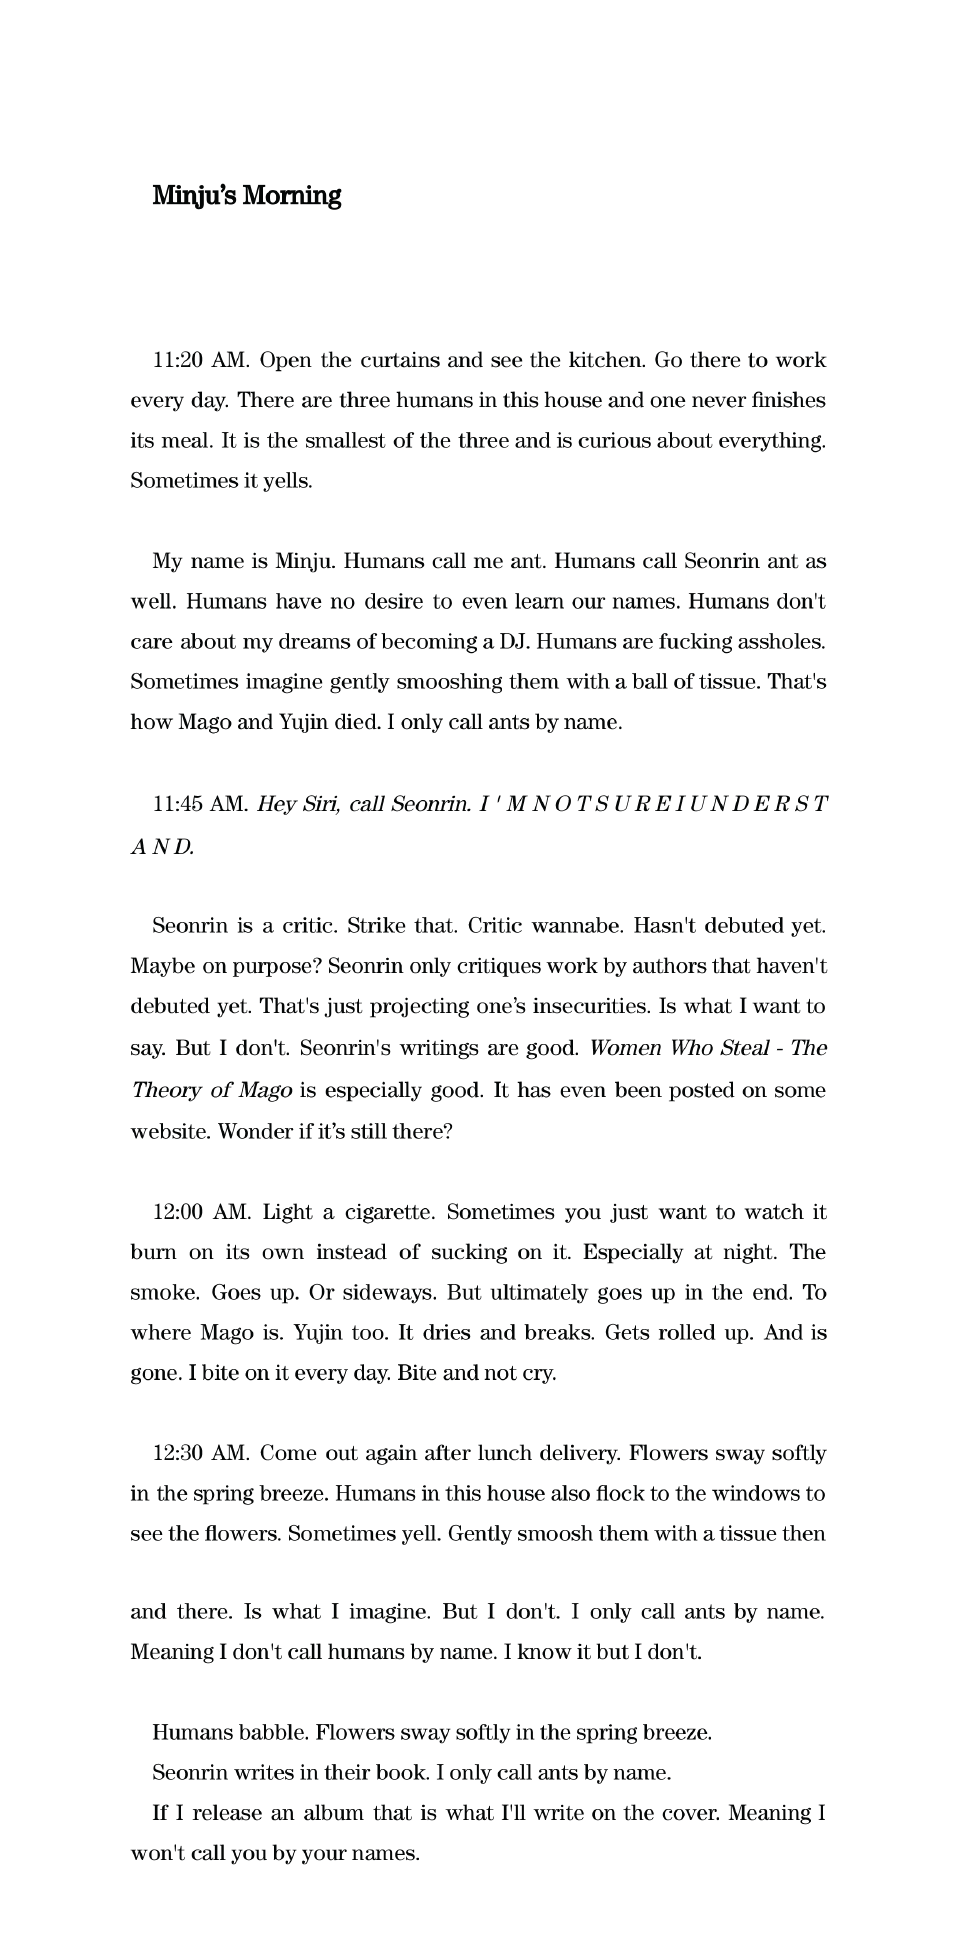 Minju’s Morning
11:20 AM. Open the curtains and see the kitchen. Go there to work
every day. There are three humans in this house and one never finishes
its meal. It is the smallest of the three and is curious about everything.
Sometimes it yells.
My name is Minju. Humans call me ant. Humans call Seonrin ant as
well. Humans have no desire to even learn our names. Humans don't
care about my dreams of becoming a DJ. Humans are fucking assholes.
Sometimes imagine gently smooshing them with a ball of tissue. That's
how Mago and Yujin died. I only call ants by name.
11:45 AM. Hey Siri, call Seonrin. I ' M N O T S U R E I U N D E R S T
A N D.
Seonrin is a critic. Strike that. Critic wannabe. Hasn't debuted yet.
Maybe on purpose? Seonrin only critiques work by authors that haven't
debuted yet. That's just projecting one’s insecurities. Is what I want to
say. But I don't. Seonrin's writings are good. Women Who Steal - The
Theory of Mago is especially good. It has even been posted on some
website. Wonder if it’s still there?
12:00 AM. Light a cigarette. Sometimes you just want to watch it
burn on its own instead of sucking on it. Especially at night. The
smoke. Goes up. Or sideways. But ultimately goes up in the end. To
where Mago is. Yujin too. It dries and breaks. Gets rolled up. And is
gone. I bite on it every day. Bite and not cry.
12:30 AM. Come out again after lunch delivery. Flowers sway softly
in the spring breeze. Humans in this house also flock to the windows to
see the flowers. Sometimes yell. Gently smoosh them with a tissue then
and there. Is what I imagine. But I don't. I only call ants by name.
Meaning I don't call humans by name. I know it but I don't.
Humans babble. Flowers sway softly in the spring breeze.
Seonrin writes in their book. I only call ants by name.
If I release an album that is what I'll write on the cover. Meaning I
won't call you by your names.